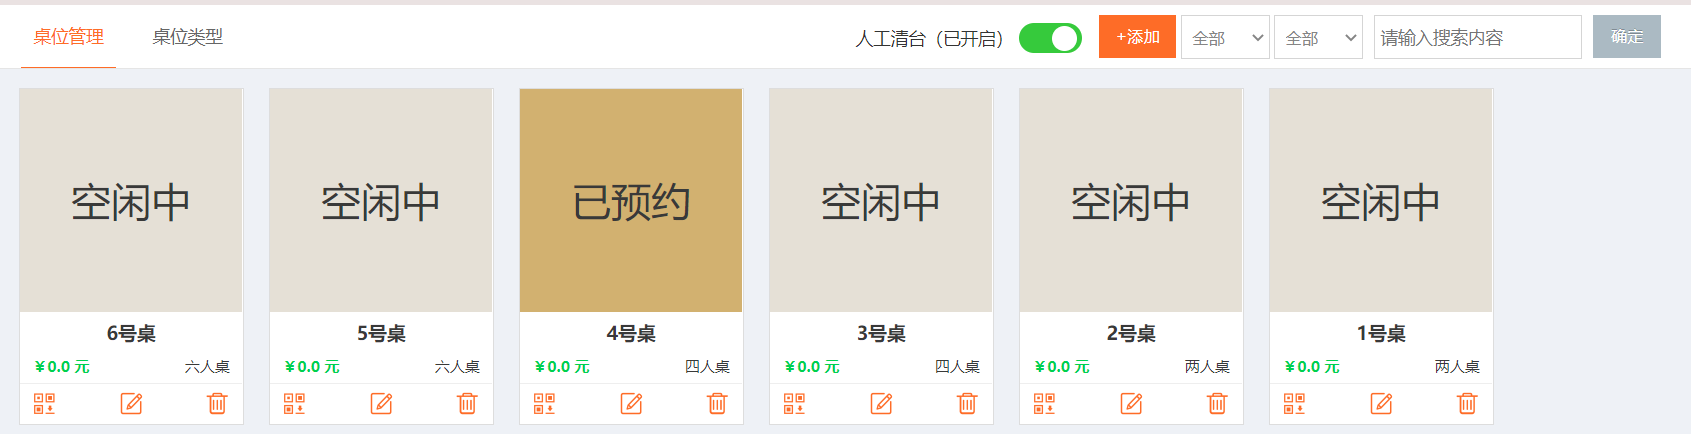 桌位管理 桌位类型 人工清台（已开启） +添加 全部 全部 请输入搜索内容 确定
空闲中 空闲中 已预约 空闲中 空闲中 空闲中
6号桌 5号桌 4号桌 3号桌 2号桌 1号桌
¥0.0 元 六人桌 ¥0.0 元 六人桌 ¥0.0 元 四人桌 ¥0.0 元 四人桌 ¥0.0 元 两人桌 ¥0.0 元 两人桌